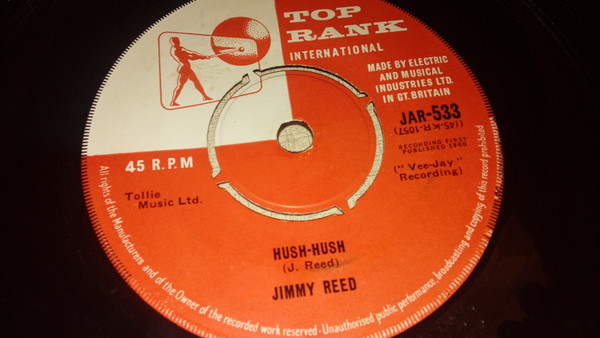 TOP
RANK
INTERNATIONAL
MADE BY ELECTRIC
AND MUSICAL
INDUSTRIES LTD.
IN GT. BRITAIN
JAR-533
(45-K-R-1057)
RECORDING FIRST
PUBLISHED 1960
("Vee-Jay"
Recording)
45 R.P.M
Tollie
Music Ltd.
HUSH-HUSH
(J. Reed)
JIMMY REED
All rights of the Manufacturers and of the Owner of the recorded work reserved · Unauthorised public performance, broadcasting and copying of this record prohibited